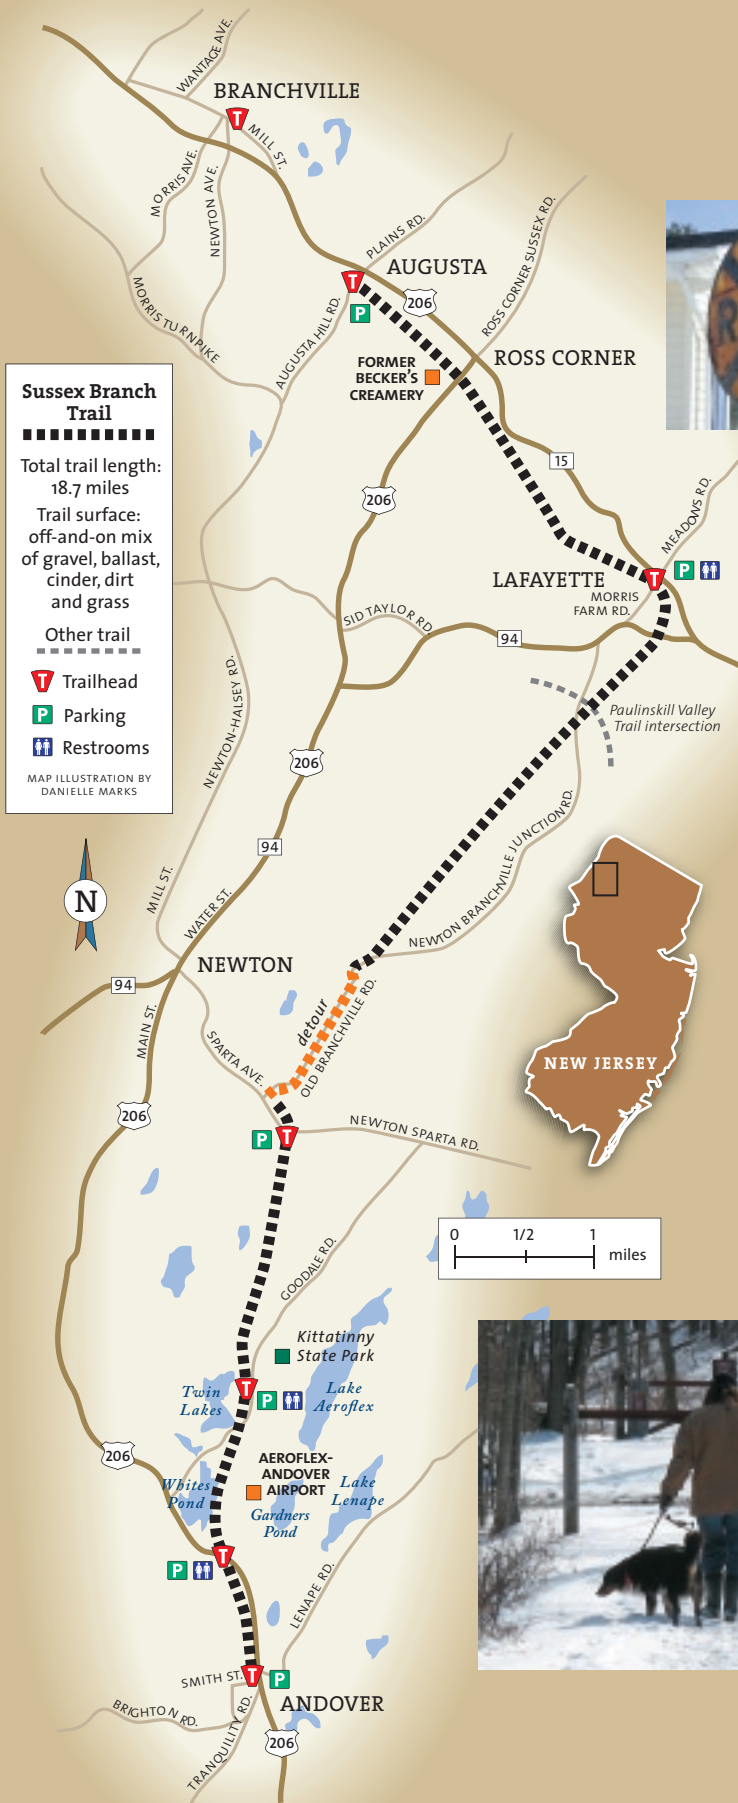 WANTAGE AVE.
BRANCHVILLE
T
MILL ST.
MORRIS AVE.
NEWTON AVE.
PLAINS RD.
ROSS CORNER SUSSEX RD.
AUGUSTA
T
206
P
MORRIS TURNPIKE
AUGUSTA HILL RD.
ROSS CORNER
FORMER
BECKER'S
CREAMERY
Sussex Branch
Trail
Total trail length:
18.7 miles
Trail surface:
off-and-on mix
of gravel, ballast,
cinder, dirt
and grass
Other trail
T Trailhead
P Parking
Restrooms
MAP ILLUSTRATION BY
DANIELLE MARKS
15
206
MEADOWS RD.
LAFAYETTE
T
P
MORRIS
FARM RD.
SID TAYLOR RD.
94
NEWTON-HALSEY RD.
Paulinskill Valley
Trail intersection
206
94
NEWTON BRANCHVILLE JUNCTION RD.
MILL ST.
WATER ST.
N
NEWTON
94
MAIN ST.
detour
OLD BRANCHVILLE RD.
SPARTA AVE.
NEW JERSEY
206
P
T
NEWTON SPARTA RD.
0
1/2
1
miles
GOODALE RD.
Kittatinny
State Park
Twin
Lakes
T
P
Lake
Aeroflex
206
AEROFLEX-
ANDOVER
AIRPORT
Whites
Pond
Gardners
Pond
Lake
Lenape
T
P
LENAPE RD.
SMITH ST.
T
P
ANDOVER
BRIGHTON RD.
TRANQUILITY RD.
206